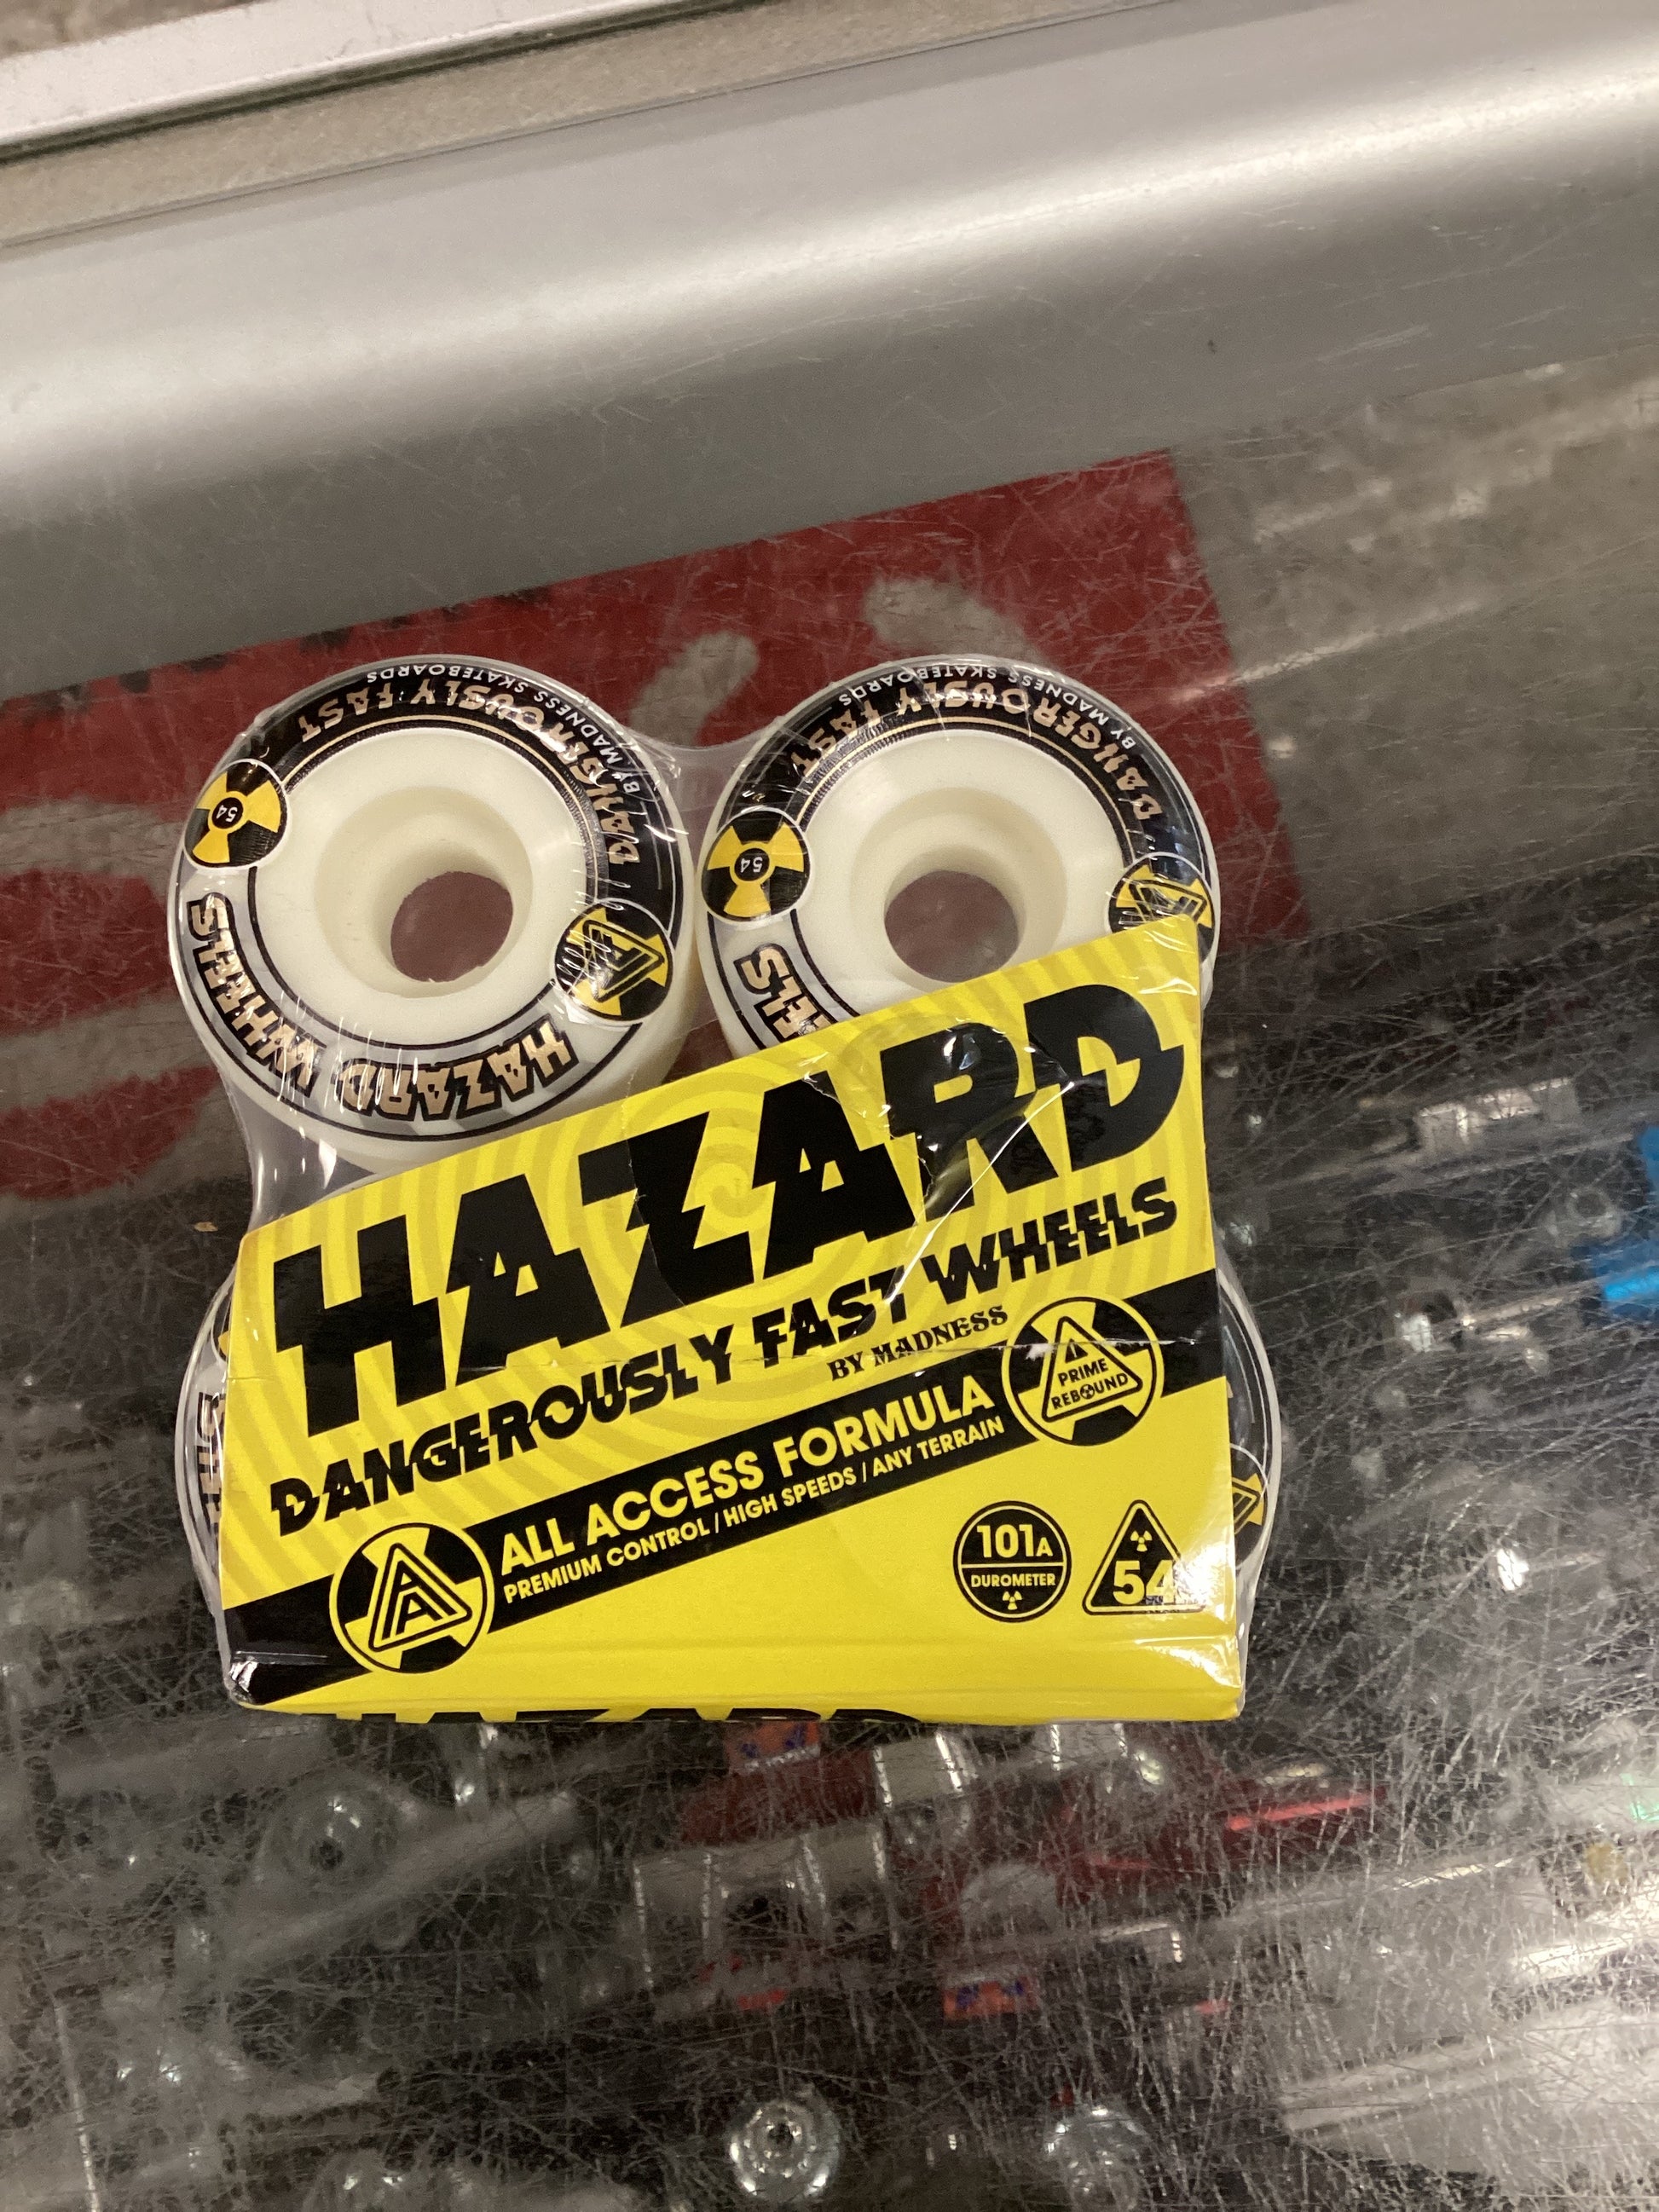 DANGEROUSLY FAST
BY MADNESS SKATEBOARDS
54
HAZARD WHEELS
DANGEROUSLY FAST
BY MADNESS SKATEBOARDS
54
HAZARD
DANGEROUSLY FAST WHEELS
BY MADNESS
ALL ACCESS FORMULA
PREMIUM CONTROL / HIGH SPEEDS / ANY TERRAIN
PRIME
REBOUND
101A
DUROMETER
54